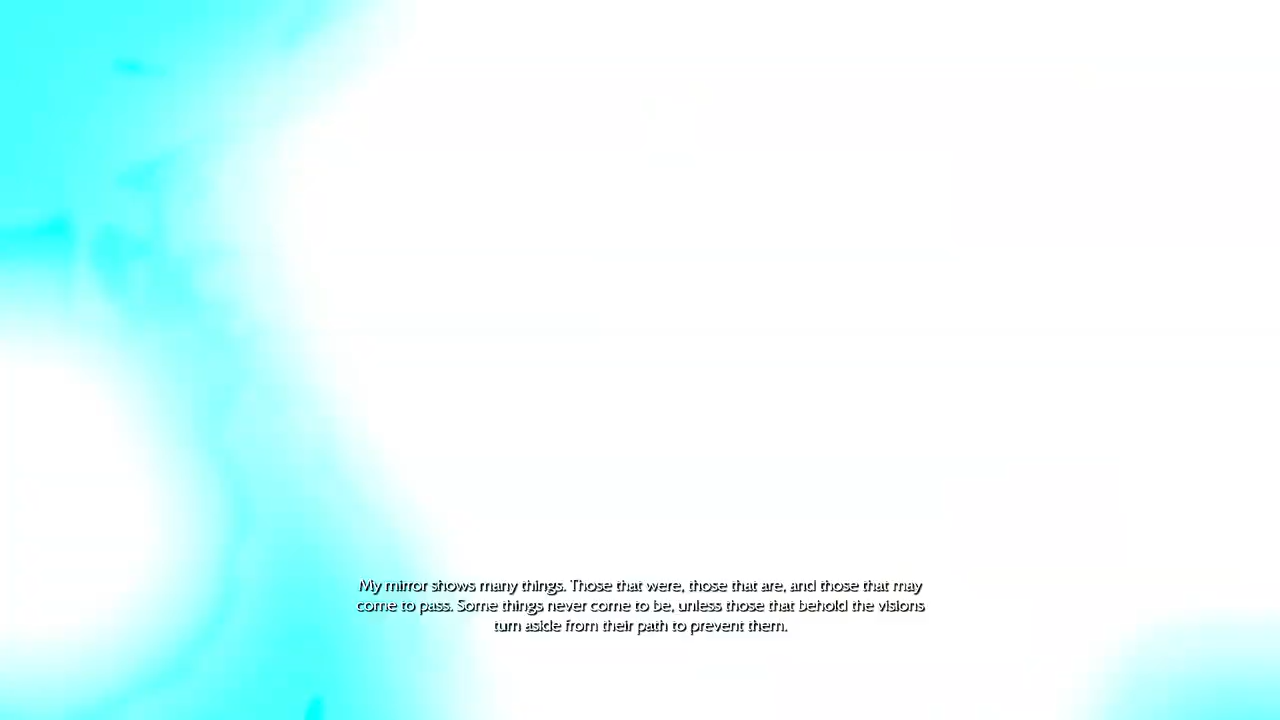 My mirror shows many things. Those that were, those that are, and those that may
come to pass. Some things never come to be, unless those that behold the visions
turn aside from their path to prevent them.